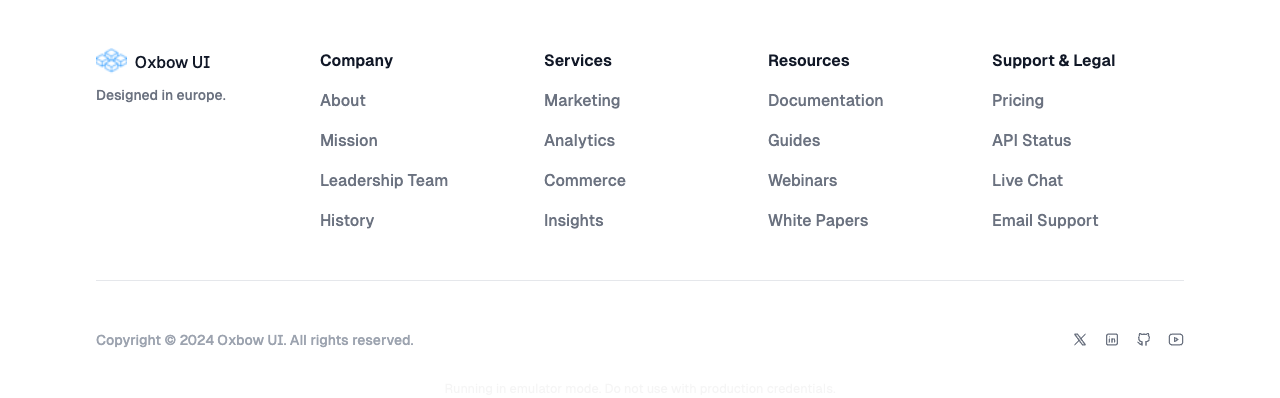 Oxbow UI
Designed in europe.
Company
About
Mission
Leadership Team
History
Services
Marketing
Analytics
Commerce
Insights
Resources
Documentation
Guides
Webinars
White Papers
Support & Legal
Pricing
API Status
Live Chat
Email Support
Copyright © 2024 Oxbow UI. All rights reserved.
Running in emulator mode. Do not use with production credentials.